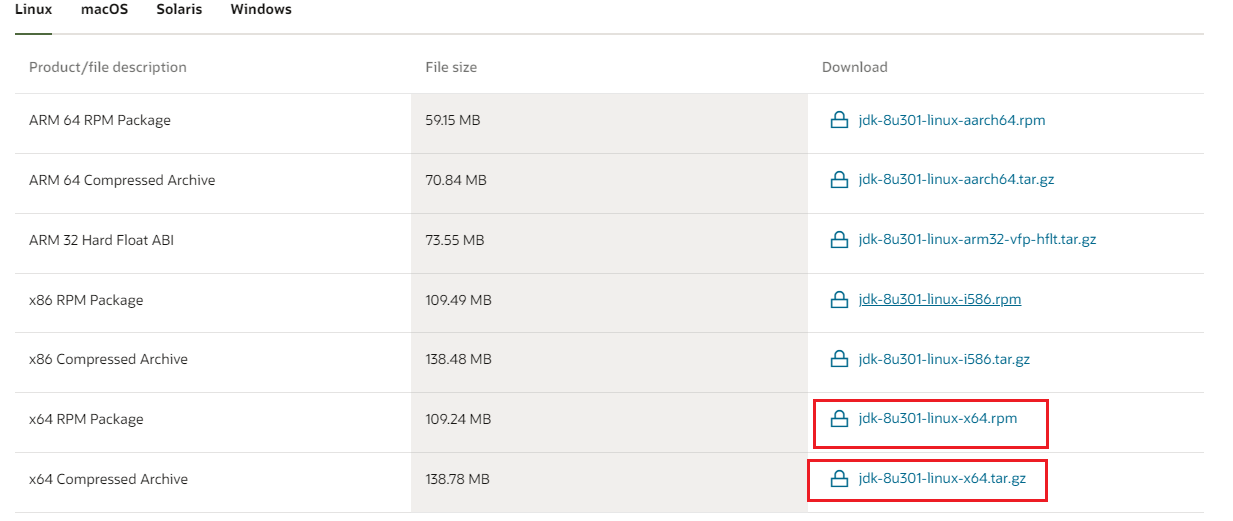 Linux macOS Solaris Windows
Product/file description File size Download
ARM 64 RPM Package 59.15 MB jdk-8u301-linux-aarch64.rpm
ARM 64 Compressed Archive 70.84 MB jdk-8u301-linux-aarch64.tar.gz
ARM 32 Hard Float ABI 73.55 MB jdk-8u301-linux-arm32-vfp-hflt.tar.gz
x86 RPM Package 109.49 MB jdk-8u301-linux-i586.rpm
x86 Compressed Archive 138.48 MB jdk-8u301-linux-i586.tar.gz
x64 RPM Package 109.24 MB jdk-8u301-linux-x64.rpm
x64 Compressed Archive 138.78 MB jdk-8u301-linux-x64.tar.gz